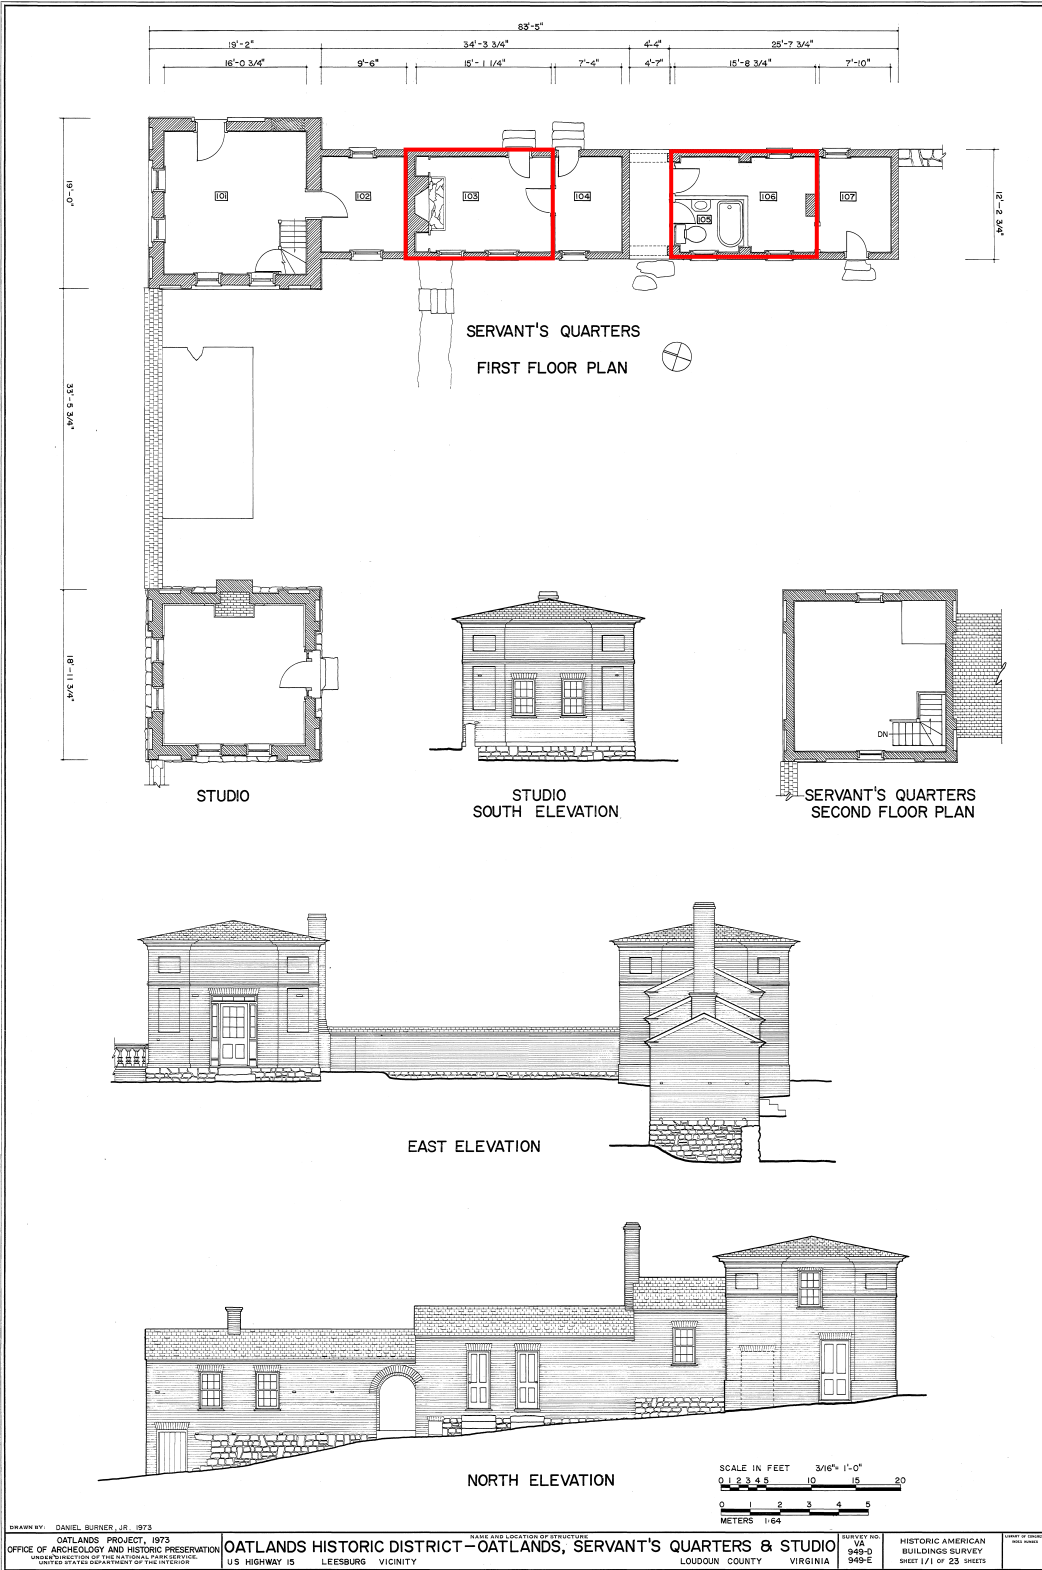 83'-5"
19'-2" 34'-3 3/4" 4'-4" 25'-7 3/4"
16'-0 3/4" 9'-6" 15'-1 1/4" 7'-4" 4'-7" 15'-8 3/4" 7'-10"
19'-0"
101 102 103 104 105 106 107
12'-2 3/4"
SERVANT'S QUARTERS
FIRST FLOOR PLAN
33'-5 3/4"
18'-11 3/4"
DN
STUDIO
STUDIO
SOUTH ELEVATION
SERVANT'S QUARTERS
SECOND FLOOR PLAN
EAST ELEVATION
NORTH ELEVATION
SCALE IN FEET 3/16"= 1'-0"
0 1 2 3 4 5 10 15 20
0 1 2 3 4 5
METERS 1:64
DRAWN BY: DANIEL BURNER, JR. 1973
OATLANDS PROJECT, 1973
OFFICE OF ARCHEOLOGY AND HISTORIC PRESERVATION
UNDER DIRECTION OF THE NATIONAL PARK SERVICE,
UNITED STATES DEPARTMENT OF THE INTERIOR
NAME AND LOCATION OF STRUCTURE
OATLANDS HISTORIC DISTRICT—OATLANDS, SERVANT'S QUARTERS & STUDIO
US HIGHWAY 15 LEESBURG VICINITY LOUDOUN COUNTY VIRGINIA
SURVEY NO.
VA
949-D
949-E
HISTORIC AMERICAN
BUILDINGS SURVEY
SHEET 1/1 OF 23 SHEETS
LIBRARY OF CONGRESS
INDEX NUMBER